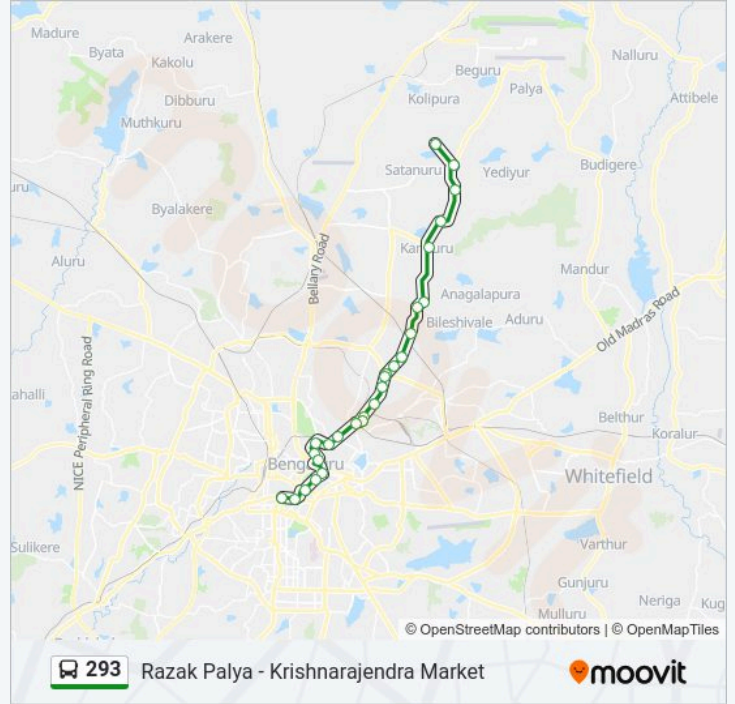 Madure
Arakere
Byata
Kakolu
Nalluru
Beguru
Palya
Attibele
Dibburu
Kolipura
Muthkuru
Satanuru
Yediyur
Budigere
Byalakere
Bellary Road
Aluru
Mandur
Anagalapura
Bileshivale
Aduru
Old Madras Road
NICE Peripheral Ring Road
ahalli
Belthur
Koralur
Whitefield
Sulikere
Varthur
Gunjuru
Neriga
Kug
Mulluru
© OpenStreetMap contributors | © OpenMapTiles
293
Razak Palya - Krishnarajendra Market
moovit